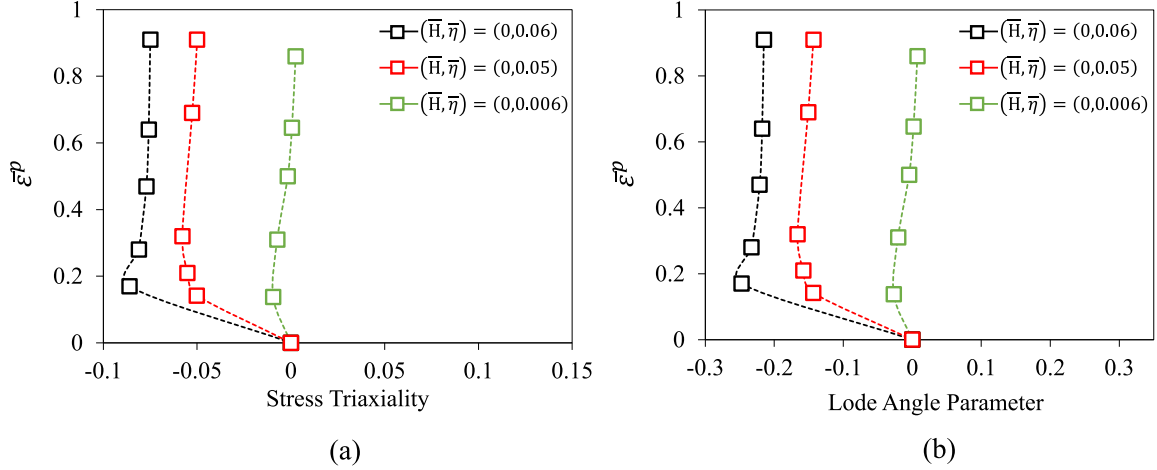 1
0.8
0.6
0.4
0.2
0
ε̄ᵖ
-0.1 -0.05 0 0.05 0.1 0.15
Stress Triaxiality
(H̅,η̅) = (0,0.06)
(H̅,η̅) = (0,0.05)
(H̅,η̅) = (0,0.006)
(a)
1
0.8
0.6
0.4
0.2
0
ε̄ᵖ
-0.3 -0.2 -0.1 0 0.1 0.2 0.3
Lode Angle Parameter
(H̅,η̅) = (0,0.06)
(H̅,η̅) = (0,0.05)
(H̅,η̅) = (0,0.006)
(b)